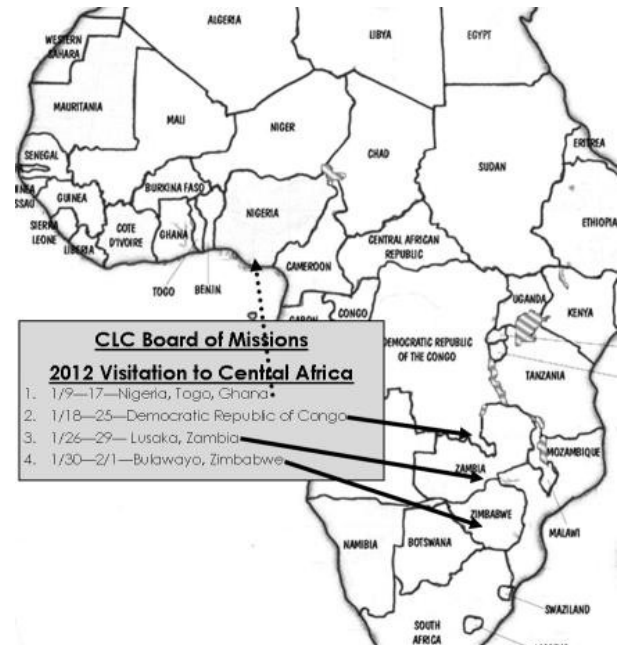 ALGERIA
LIBYA
EGYPT
WESTERN
SAHARA
MAURITANIA
MALI
NIGER
CHAD
SUDAN
ERITREA
SENEGAL
GUINEA
BURKINA FASO
NIGERIA
ETHIOPIA
SIERRA
LEONE
LIBERIA
COTE
D'IVOIRE
GHANA
TOGO
BENIN
CAMEROON
CENTRAL AFRICAN
REPUBLIC
CONGO
UGANDA
KENYA
DEMOCRATIC REPUBLIC
OF THE CONGO
TANZANIA
CLC Board of Missions
2012 Visitation to Central Africa
1. 1/9—17—Nigeria, Togo, Ghana
2. 1/18—25—Democratic Republic of Congo
3. 1/26—29— Lusaka, Zambia
4. 1/30—2/1—Bulawayo, Zimbabwe
ZAMBIA
MOZAMBIQUE
ZIMBABWE
MALAWI
NAMIBIA
BOTSWANA
SWAZILAND
SOUTH
AFRICA